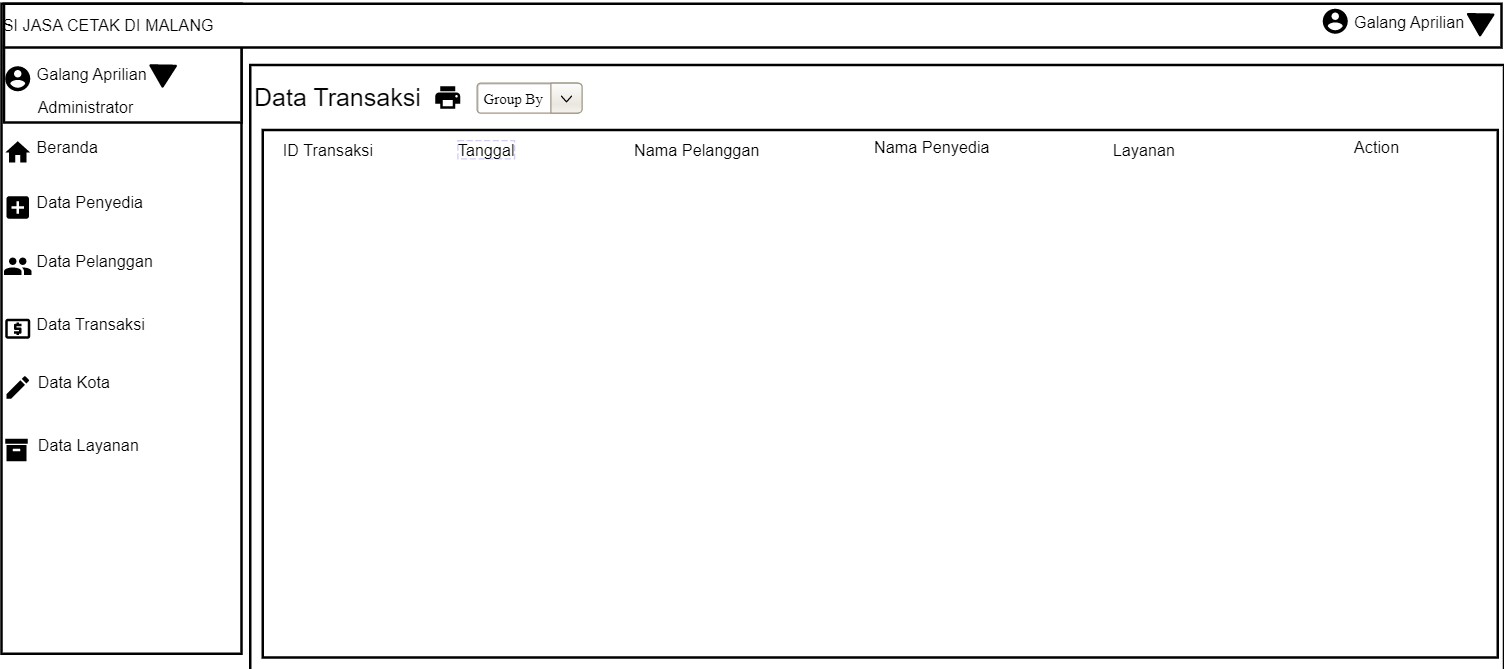 SI JASA CETAK DI MALANG
Galang Aprilian
Galang Aprilian
Administrator
Beranda
Data Penyedia
Data Pelanggan
Data Transaksi
Data Kota
Data Layanan
Data Transaksi
Group By
ID Transaksi Tanggal Nama Pelanggan Nama Penyedia Layanan Action